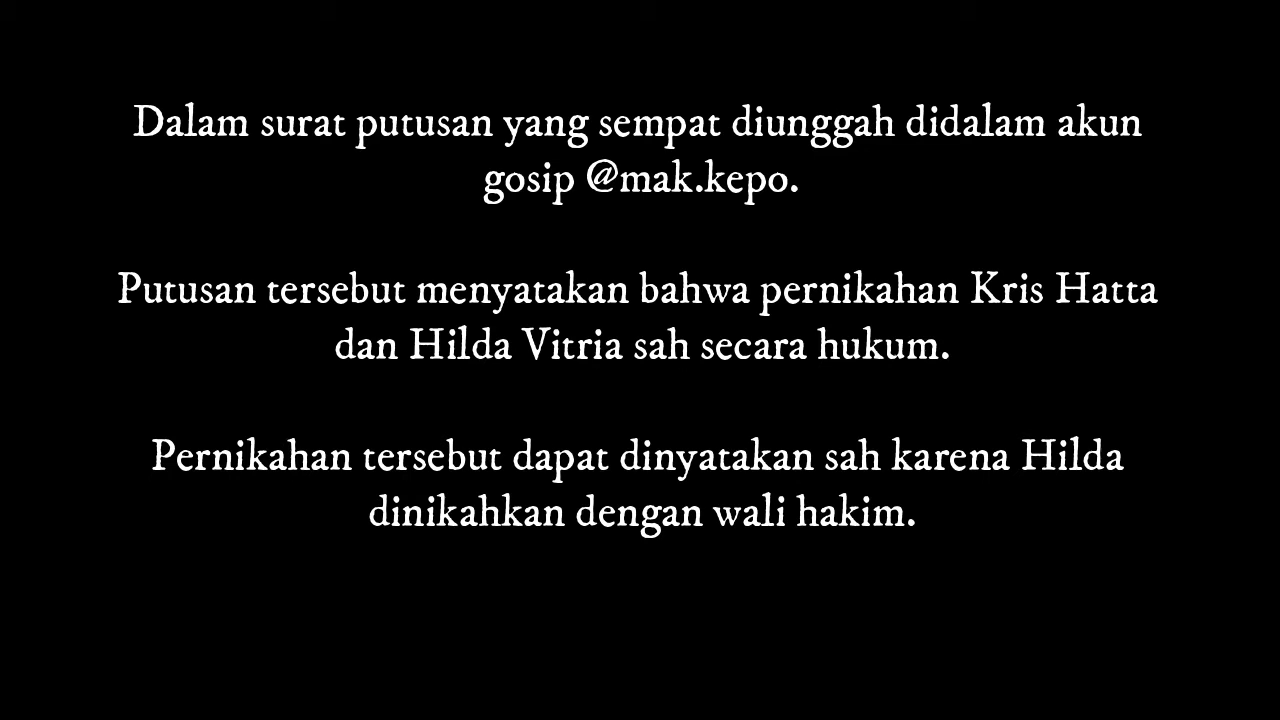 Dalam surat putusan yang sempat diunggah didalam akun
gosip @mak.kepo.
Putusan tersebut menyatakan bahwa pernikahan Kris Hatta
dan Hilda Vitria sah secara hukum.
Pernikahan tersebut dapat dinyatakan sah karena Hilda
dinikahkan dengan wali hakim.